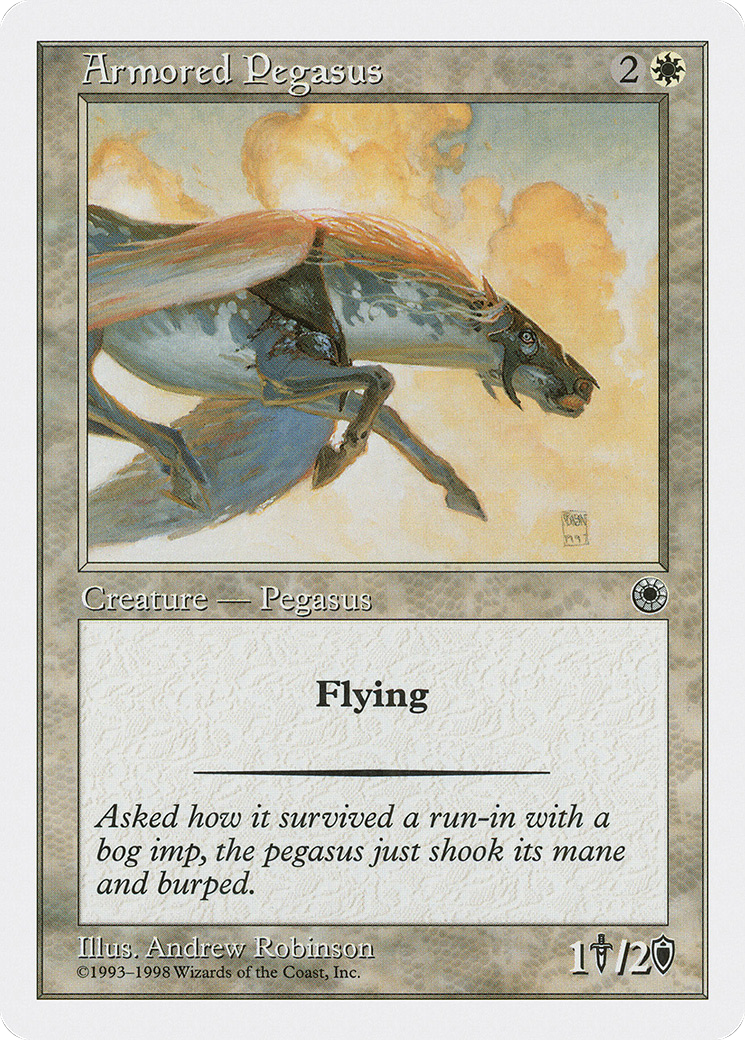 Armored Pegasus 2
1997
Creature — Pegasus
Flying
Asked how it survived a run-in with a
bog imp, the pegasus just shook its mane
and burped.
Illus. Andrew Robinson
©1993–1998 Wizards of the Coast, Inc.
1/2